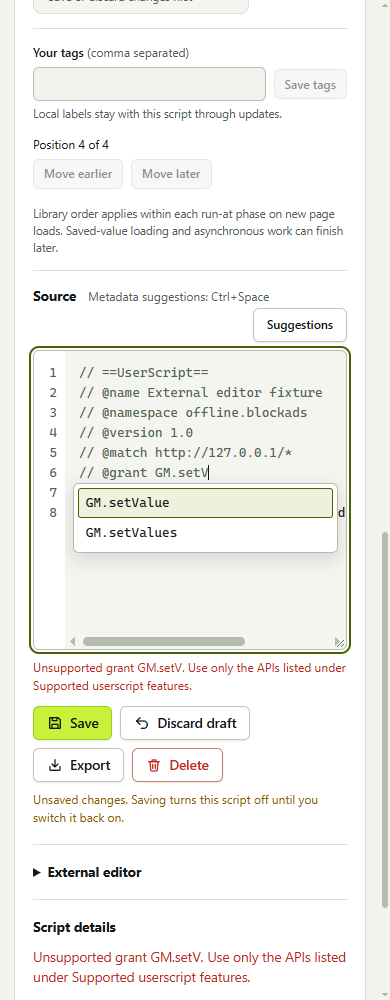 Your tags (comma separated)
Save tags
Local labels stay with this script through updates.
Position 4 of 4
Move earlier Move later
Library order applies within each run-at phase on new page
loads. Saved-value loading and asynchronous work can finish
later.
Source Metadata suggestions: Ctrl+Space
Suggestions
1 // ==UserScript==
2 // @name External editor fixture
3 // @namespace offline.blockads
4 // @version 1.0
5 // @match http://127.0.0.1/*
6 // @grant GM.setV
7
8 d
GM.setValue
GM.setValues
Unsupported grant GM.setV. Use only the APIs listed under
Supported userscript features.
Save Discard draft
Export Delete
Unsaved changes. Saving turns this script off until you
switch it back on.
External editor
Script details
Unsupported grant GM.setV. Use only the APIs listed
under Supported userscript features.